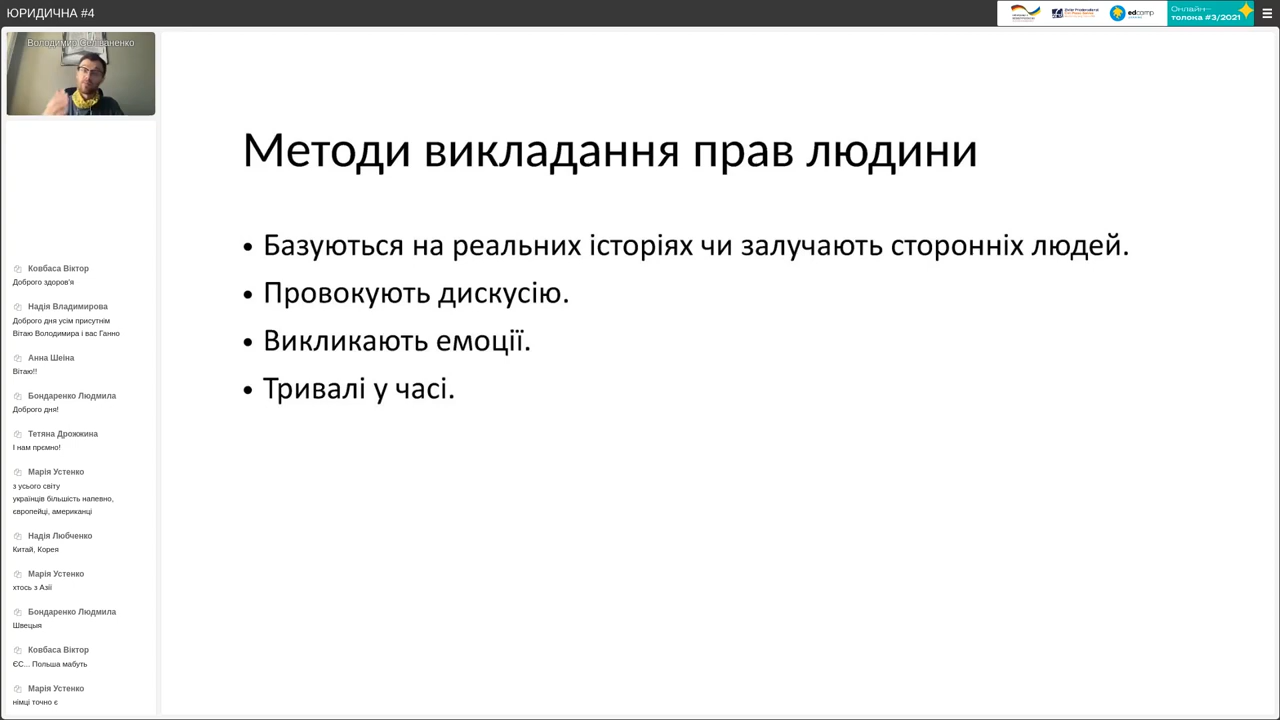 ЮРИДИЧНА #4
edcamp
Онлайн—
толока #3/2021
Володимир Селіваненко
Методи викладання прав людини
• Базуються на реальних історіях чи залучають сторонніх людей.
• Провокують дискусію.
• Викликають емоції.
• Тривалі у часі.
Ковбаса Віктор
Доброго здоров'я
Надія Владимирова
Доброго дня усім присутнім
Вітаю Володимира і вас Ганно
Анна Шеіна
Вітаю!!
Бондаренко Людмила
Доброго дня!
Тетяна Дрожжина
І нам прємно!
Марія Устенко
з усього світу
українців більшість напевно,
європейці, американці
Надія Любченко
Китай, Корея
Марія Устенко
хтось з Азії
Бондаренко Людмила
Швецыя
Ковбаса Віктор
ЄС... Польша мабуть
Марія Устенко
німці точно є